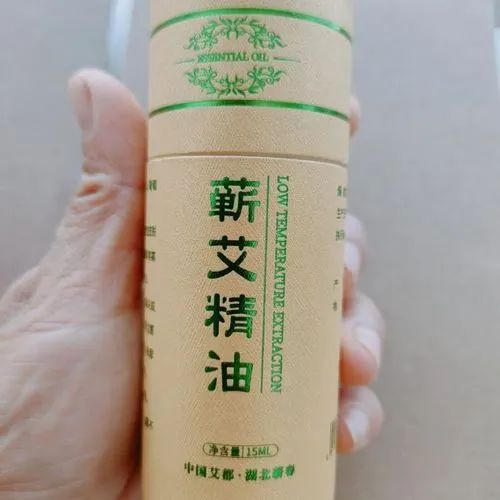 ESSENTIAL OIL
蕲艾精油
LOW TEMPERATURE EXTRACTION
净含量 15ML
中国艾都·湖北蕲春